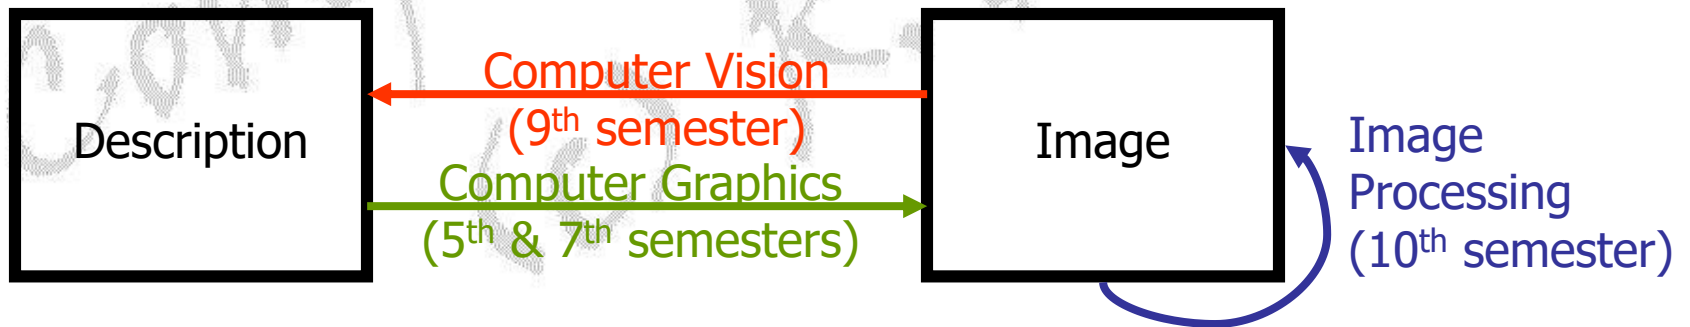 Description
Computer Vision
(9th semester)
Computer Graphics
(5th & 7th semesters)
Image
Image
Processing
(10th semester)